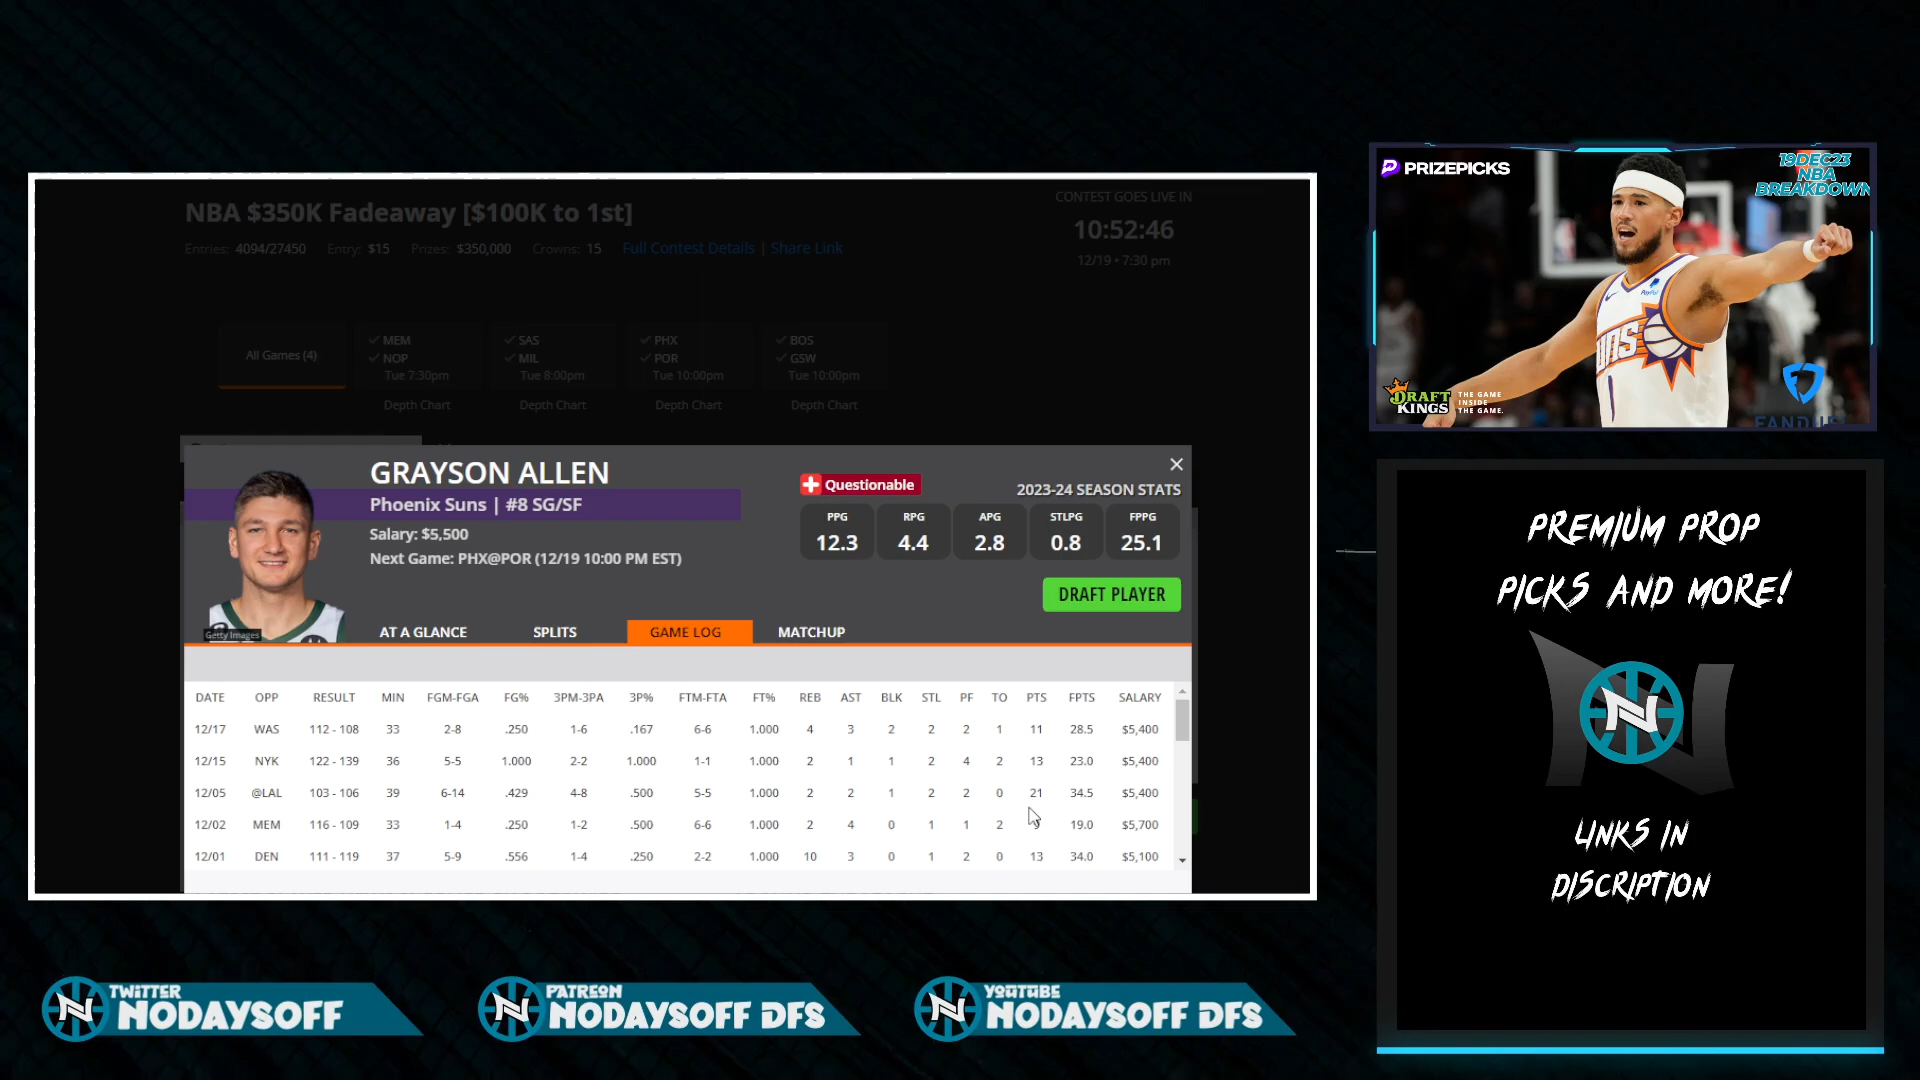 NBA $350K Fadeaway [$100K to 1st]
Entries: 4094/27450 Entry: $15 Prizes: $350,000 Crowns: 15 Full Contest Details | Share Link
CONTEST GOES LIVE IN
10:52:46
12/19 • 7:30 pm
All Games (4)
MEM
NOP
Tue 7:30pm
Depth Chart
SAS
MIL
Tue 8:00pm
Depth Chart
PHX
POR
Tue 10:00pm
Depth Chart
BOS
GSW
Tue 10:00pm
Depth Chart
GRAYSON ALLEN
Phoenix Suns | #8 SG/SF
Salary: $5,500
Next Game: PHX@POR (12/19 10:00 PM EST)
Getty Images
Questionable
2023-24 SEASON STATS
PPG RPG APG STLPG FPPG
12.3 4.4 2.8 0.8 25.1
DRAFT PLAYER
AT A GLANCE SPLITS GAME LOG MATCHUP
DATE OPP RESULT MIN FGM-FGA FG% 3PM-3PA 3P% FTM-FTA FT% REB AST BLK STL PF TO PTS FPTS SALARY
12/17 WAS 112 - 108 33 2-8 .250 1-6 .167 6-6 1.000 4 3 2 2 2 1 11 28.5 $5,400
12/15 NYK 122 - 139 36 5-5 1.000 2-2 1.000 1-1 1.000 2 1 1 2 4 2 13 23.0 $5,400
12/05 @LAL 103 - 106 39 6-14 .429 4-8 .500 5-5 1.000 2 2 1 2 2 0 21 34.5 $5,400
12/02 MEM 116 - 109 33 1-4 .250 1-2 .500 6-6 1.000 2 4 0 1 1 2 9 19.0 $5,700
12/01 DEN 111 - 119 37 5-9 .556 1-4 .250 2-2 1.000 10 3 0 1 2 0 13 34.0 $5,100
PRIZEPICKS
19DEC23
NBA
BREAKDOWN
PayPal
SUNS
1
DRAFT
KINGS
THE GAME
INSIDE
THE GAME.
FANDUEL
PREMIUM PROP
PICKS AND MORE!
N
LINKS IN
DISCRIPTION
TWITTER
NODAYSOFF
PATREON
NODAYSOFF DFS
YOUTUBE
NODAYSOFF DFS